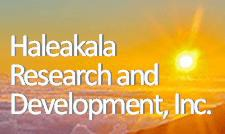 Haleakala
Research and
Development, Inc.